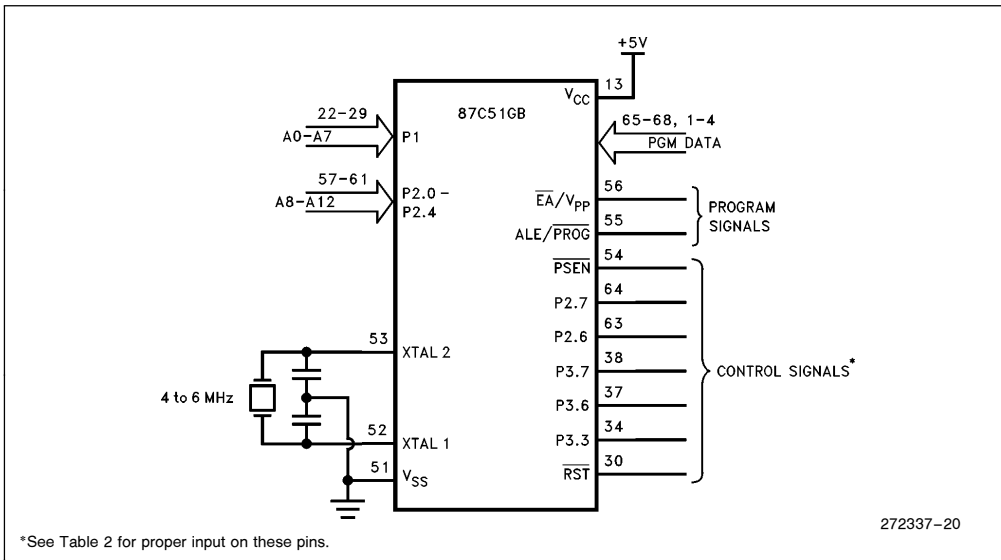 +5V
13
VCC
87C51GB
22–29
A0–A7
P1
65–68, 1–4
PGM DATA
57–61
A8–A12
P2.0 –
P2.4
56
EA/VPP
55
ALE/PROG
PROGRAM
SIGNALS
54
PSEN
64
P2.7
63
P2.6
38
P3.7
37
P3.6
34
P3.3
30
RST
CONTROL SIGNALS*
53
XTAL 2
4 to 6 MHz
52
XTAL 1
51
VSS
272337–20
*See Table 2 for proper input on these pins.